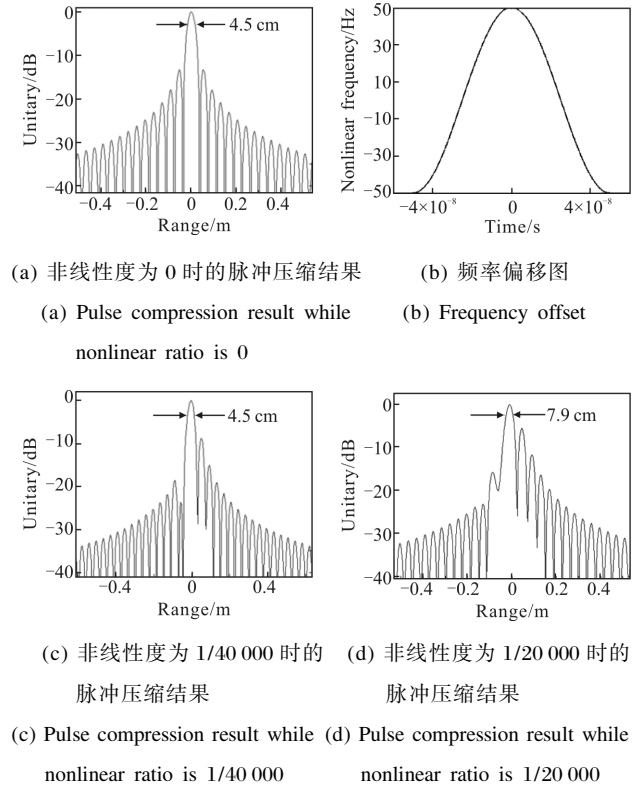 0
−10
−20
−30
−40
Unitary/dB
4.5 cm
−0.4 −0.2 0 0.2 0.4
Range/m
50
30
10
−10
−30
−50
Nonlinear frequency/Hz
−4×10⁻⁸ 0 4×10⁻⁸
Time/s
(a) 非线性度为 0 时的脉冲压缩结果
(a) Pulse compression result while
nonlinear ratio is 0
(b) 频率偏移图
(b) Frequency offset
0
−10
−20
−30
−40
Unitary/dB
4.5 cm
−0.4 0 0.4
Range/m
0
−10
−20
−30
−40
Unitary/dB
7.9 cm
−0.4 −0.2 0 0.2 0.4
Range/m
(c) 非线性度为 1/40 000 时的
脉冲压缩结果
(c) Pulse compression result while
nonlinear ratio is 1/40 000
(d) 非线性度为 1/20 000 时的
脉冲压缩结果
(d) Pulse compression result while
nonlinear ratio is 1/20 000